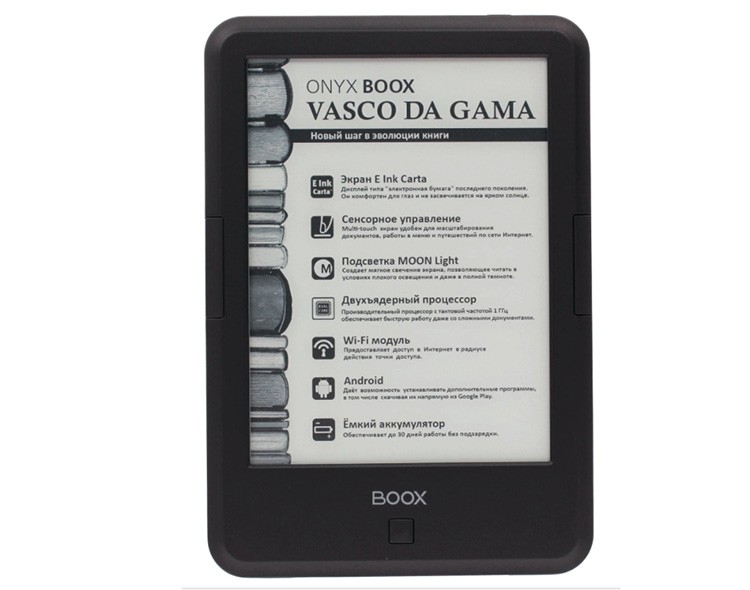 ONYX BOOX
VASCO DA GAMA
Новый шаг в эволюции книги
E Ink
Carta
Экран E Ink Carta
Дисплей типа "электронная бумага" последнего поколения.
Он комфортен для глаз и не засвечивается на ярком солнце.
Сенсорное управление
Multi-touch экран удобен для масштабирования
документов, работы в меню и путешествий по сети Интернет.
M
Подсветка MOON Light
Создает мягкое свечение экрана, позволяющее читать в
условиях плохого освещения и даже в полной темноте.
Двухъядерный процессор
Производительный процессор с тактовой частотой 1 ГГц
обеспечивает быструю работу даже со сложными документами.
Wi-Fi модуль
Предоставляет доступ в Интернет в радиусе
действия точки доступа.
Android
Даёт возможность устанавливать дополнительные программы,
в том числе скачивая их напрямую из Google Play.
Ёмкий аккумулятор
Обеспечивает до 30 дней работы без подзарядки.
BOOX